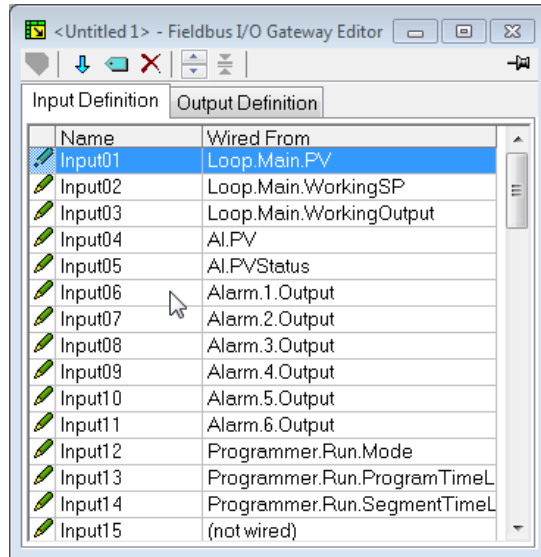 <Untitled 1> - Fieldbus I/O Gateway Editor
Input Definition Output Definition
Name Wired From
Input01 Loop.Main.PV
Input02 Loop.Main.WorkingSP
Input03 Loop.Main.WorkingOutput
Input04 AI.PV
Input05 AI.PVStatus
Input06 Alarm.1.Output
Input07 Alarm.2.Output
Input08 Alarm.3.Output
Input09 Alarm.4.Output
Input10 Alarm.5.Output
Input11 Alarm.6.Output
Input12 Programmer.Run.Mode
Input13 Programmer.Run.ProgramTimeL
Input14 Programmer.Run.SegmentTimeL
Input15 (not wired)